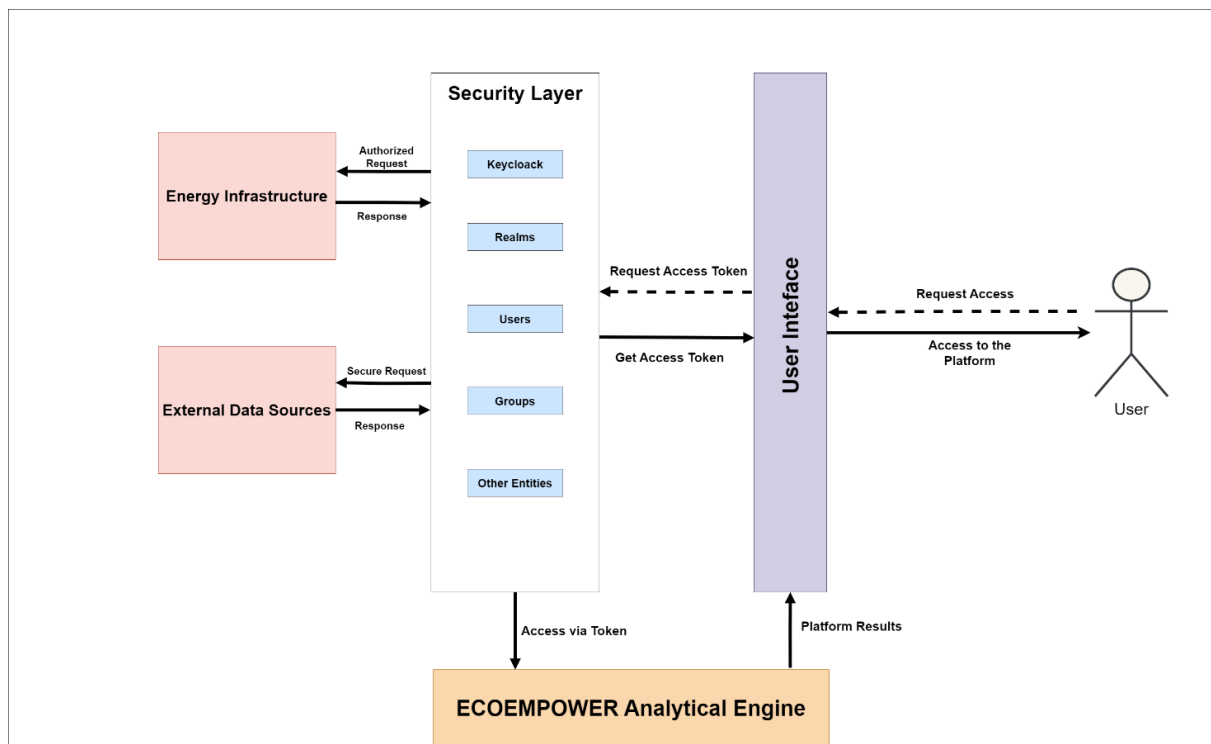 Security Layer
Keycloack
Realms
Users
Groups
Other Entities
Energy Infrastructure
Authorized
Request
Response
External Data Sources
Secure Request
Response
Request Access Token
Get Access Token
User Inteface
Request Access
Access to the
Platform
User
Access via Token
Platform Results
ECOEMPOWER Analytical Engine